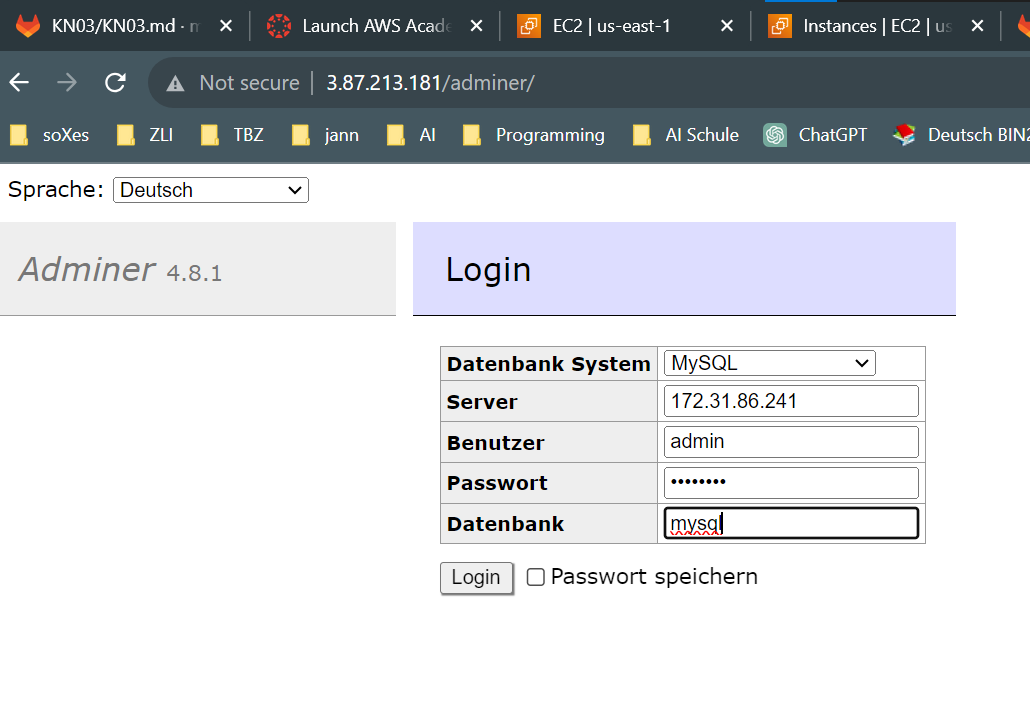 KN03/KN03.md · Launch AWS Acade EC2 | us-east-1 Instances | EC2 | us
Not secure 3.87.213.181/adminer/
soXes ZLI TBZ jann AI Programming AI Schule ChatGPT Deutsch BIN2
Sprache: Deutsch
Adminer 4.8.1
Login
Datenbank System MySQL
Server 172.31.86.241
Benutzer admin
Passwort ••••••••
Datenbank mysql
Login Passwort speichern